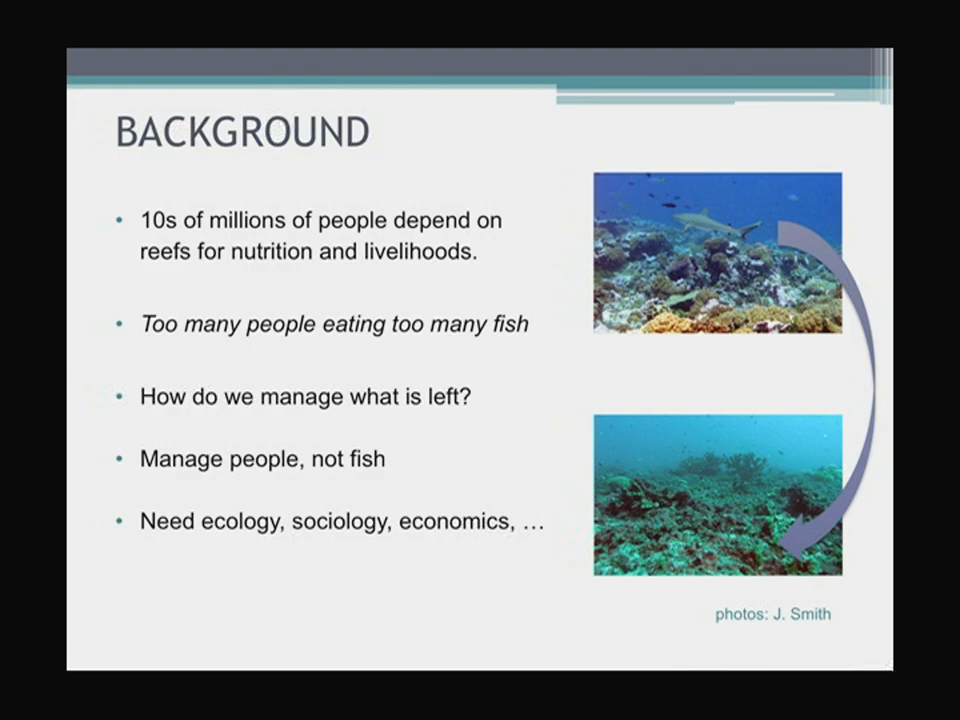 BACKGROUND
• 10s of millions of people depend on
reefs for nutrition and livelihoods.
• Too many people eating too many fish
• How do we manage what is left?
• Manage people, not fish
• Need ecology, sociology, economics, …
photos: J. Smith